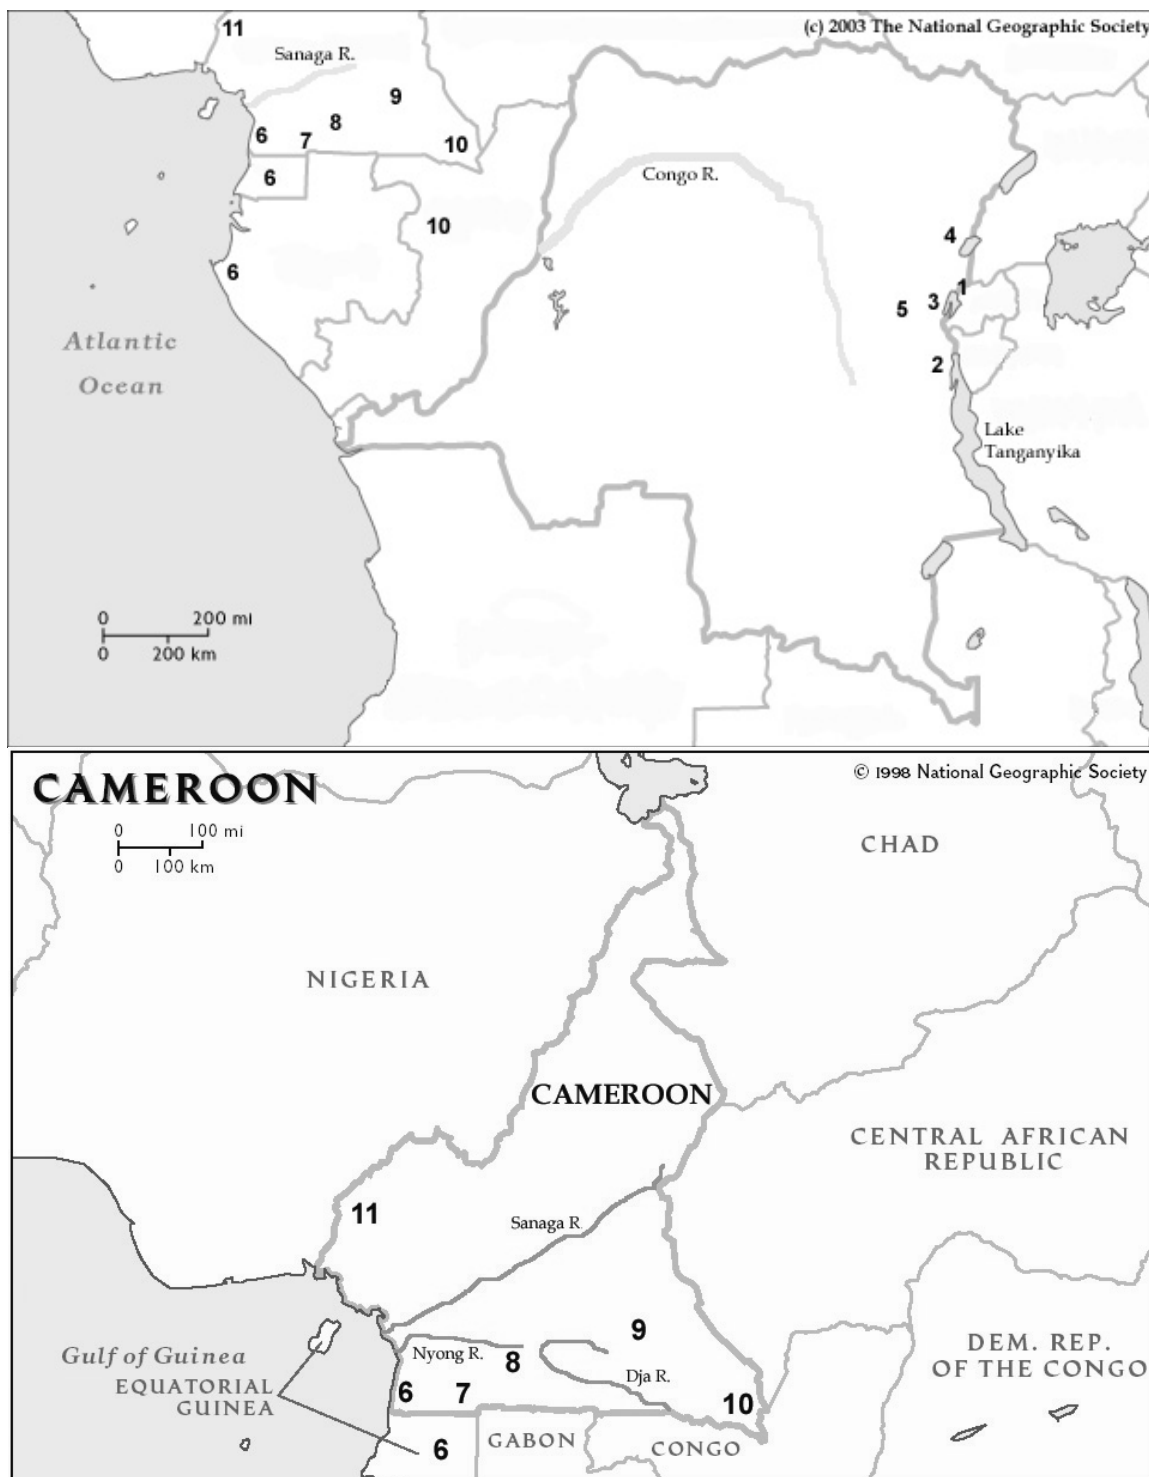 11
(c) 2003 The National Geographic Society
Sanaga R.
9
8
6
7
10
6
Congo R.
10
4
6
1
3
5
2
Atlantic
Ocean
Lake
Tanganyika
0 200 mi
0 200 km
CAMEROON
© 1998 National Geographic Society
0 100 mi
0 100 km
CHAD
NIGERIA
CAMEROON
CENTRAL AFRICAN
REPUBLIC
11
Sanaga R.
9
Nyong R.
8
Dja R.
DEM. REP.
OF THE CONGO
Gulf of Guinea
EQUATORIAL
GUINEA
6
7
10
6
GABON
CONGO